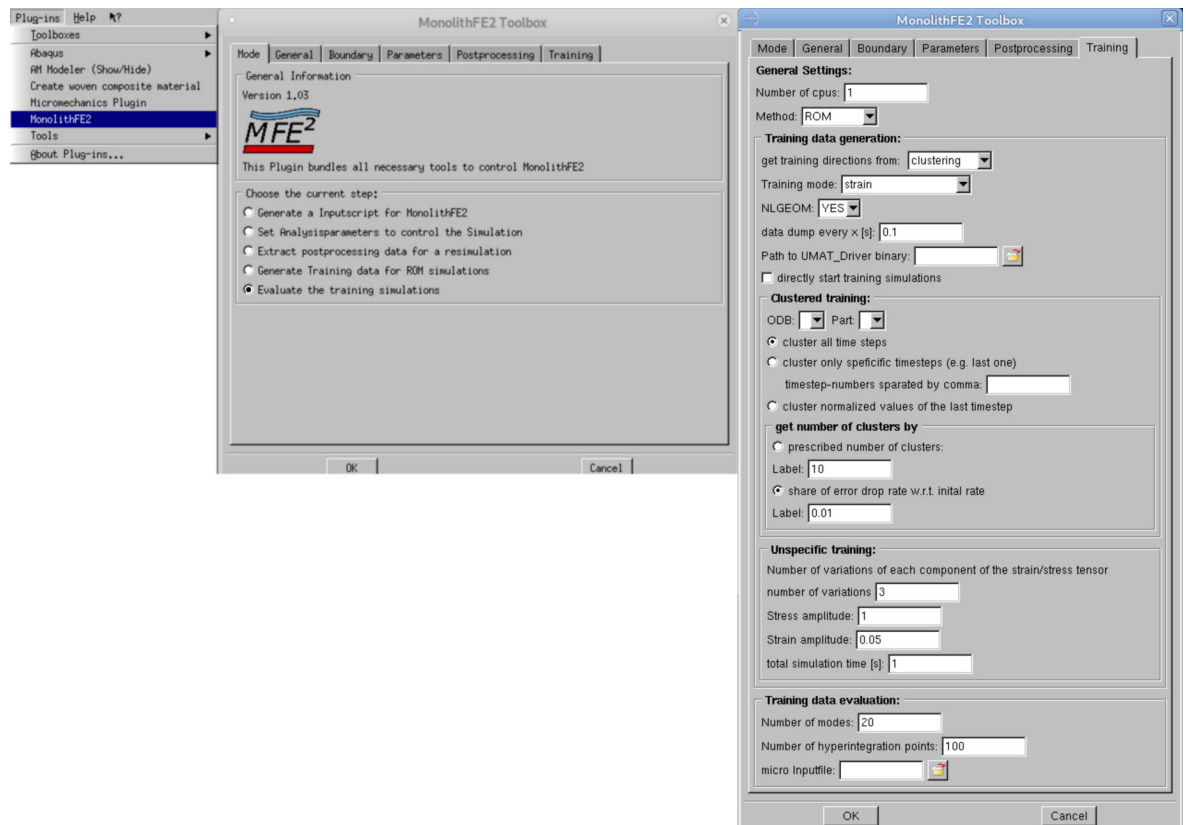 Plug-ins Help
Toolboxes
Abaqus
AM Modeler (Show/Hide)
Create woven composite material
Micromechanics Plugin
MonolithFE2
Tools
About Plug-ins...
MonolithFE2 Toolbox
Mode General Boundary Parameters Postprocessing Training
General Information
Version 1.03
MFE²
This Plugin bundles all necessary tools to control MonolithFE2
Choose the current step:
Generate a Inputscript for MonolithFE2
Set Analysisparameters to control the Simulation
Extract postprocessing data for a resimulation
Generate Training data for ROM simulations
Evaluate the training simulations
OK Cancel
MonolithFE2 Toolbox
Mode General Boundary Parameters Postprocessing Training
General Settings:
Number of cpus: 1
Method: ROM
Training data generation:
get training directions from: clustering
Training mode: strain
NLGEOM: YES
data dump every x [s]: 0.1
Path to UMAT_Driver binary:
directly start training simulations
Clustered training:
ODB: Part:
cluster all time steps
cluster only speficific timesteps (e.g. last one)
timestep-numbers sparated by comma:
cluster normalized values of the last timestep
get number of clusters by
prescribed number of clusters:
Label: 10
share of error drop rate w.r.t. inital rate
Label: 0.01
Unspecific training:
Number of variations of each component of the strain/stress tensor
number of variations 3
Stress amplitude: 1
Strain amplitude: 0.05
total simulation time [s]: 1
Training data evaluation:
Number of modes: 20
Number of hyperintegration points: 100
micro Inputfile:
OK Cancel